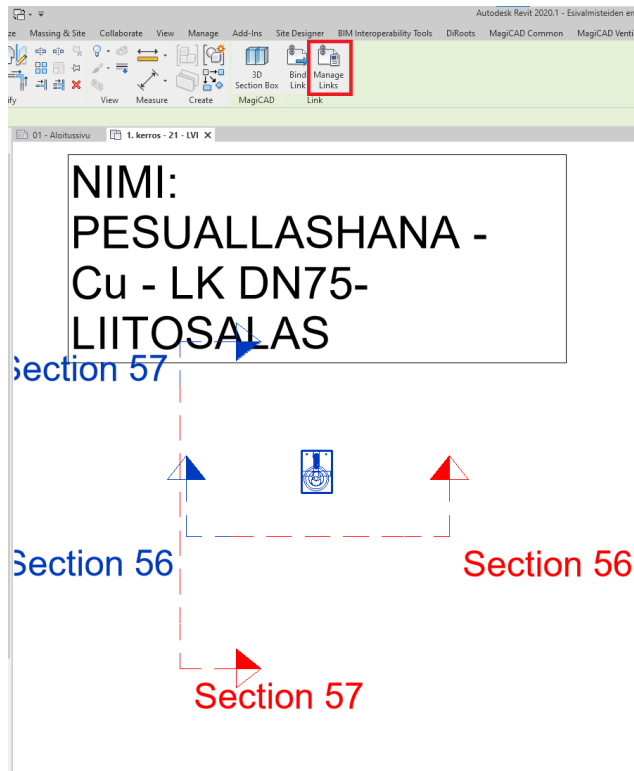 Autodesk Revit 2020.1 - Esivalmisteiden en
ze Massing & Site Collaborate View Manage Add-Ins Site Designer BIM Interoperability Tools DiRoots MagiCAD Common MagiCAD Venti
3D Section Box
Bind Link
Manage Links
ify View Measure Create MagiCAD Link
01 - Aloitussivu 1. kerros - 21 - LVI X
NIMI:
PESUALLASHANA -
Cu - LK DN75-
LIITOSALAS
Section 57
Section 56 Section 56
Section 57